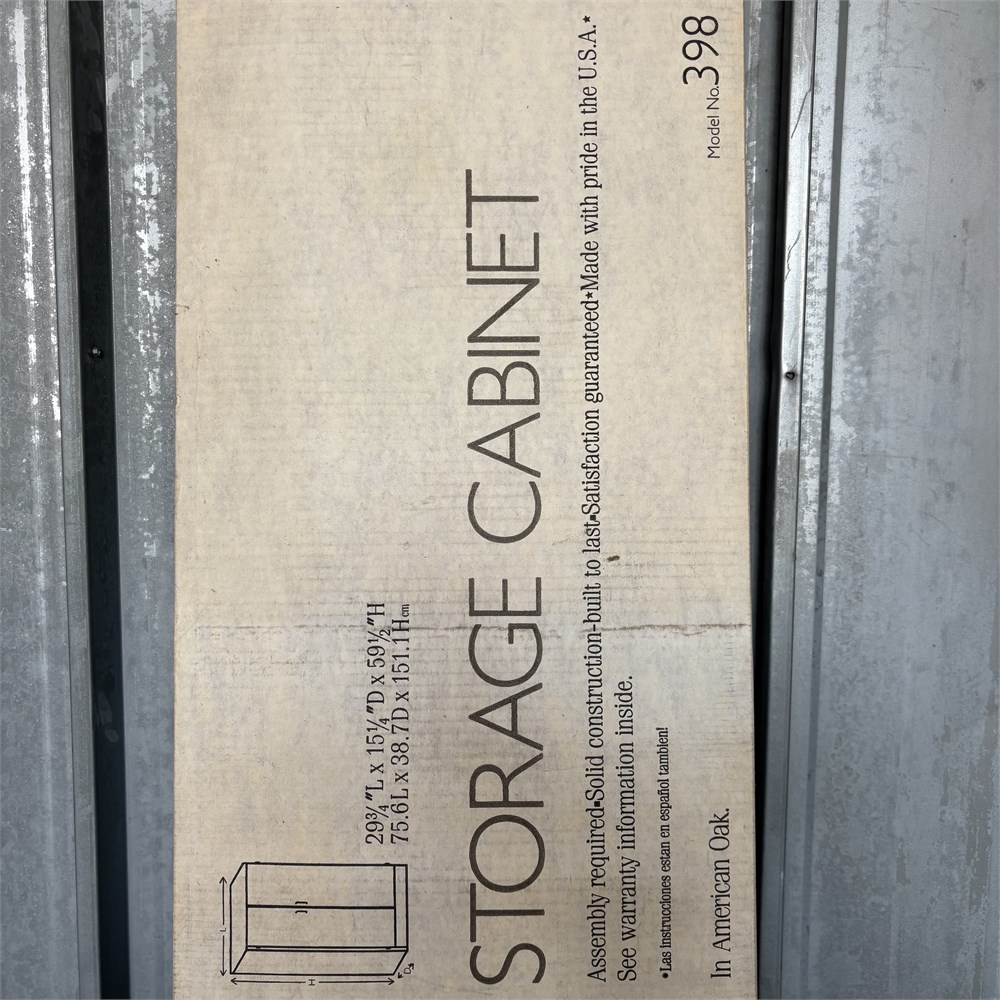 L
H
D
29¾"L x 15¼"D x 59½"H
75.6L x 38.7D x 151.1H cm
STORAGE CABINET
Assembly required•Solid construction-built to last•Satisfaction guaranteed•Made with pride in the U.S.A.*
See warranty information inside.
•Las instrucciones estan en español tambien!
In American Oak.
Model No.398